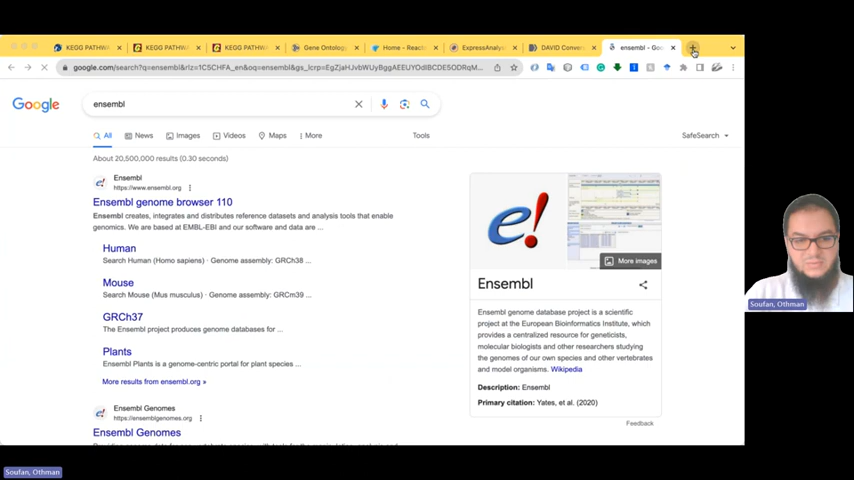 KEGG PATHWA
KEGG PATHWA
KEGG PATHWA
Gene Ontology
Home - React
ExpressAnaly
DAVID Conver
ensembl - Goo
google.com/search?q=ensembl&rlz=1C5CHFA_en&oq=ensembl&gs_lcrp=
Google
ensembl
All
News
Images
Videos
Maps
More
Tools
SafeSearch
About 20,500,000 results (0.30 seconds)
Ensembl
https://www.ensembl.org
Ensembl genome browser 110
Ensembl creates, integrates and distributes reference datasets and analysis tools that enable
genomics. We are based at EMBL-EBI and our software and data are ...
Human
Search Human (Homo sapiens) · Genome assembly: GRCh38 ...
Mouse
Search Mouse (Mus musculus) · Genome assembly: GRCm39 ...
GRCh37
The Ensembl project produces genome databases for ...
Plants
Ensembl Plants is a genome-centric portal for plant species ...
More results from ensembl.org »
Ensembl Genomes
https://ensemblgenomes.org
Ensembl Genomes
e!
More images
Ensembl
Ensembl genome database project is a scientific
project at the European Bioinformatics Institute, which
provides a centralized resource for geneticists,
molecular biologists and other researchers studying
the genomes of our own species and other vertebrates
and model organisms. Wikipedia
Description: Ensembl
Primary citation: Yates, et al. (2020)
Feedback
Soufan, Othman
Soufan, Othman